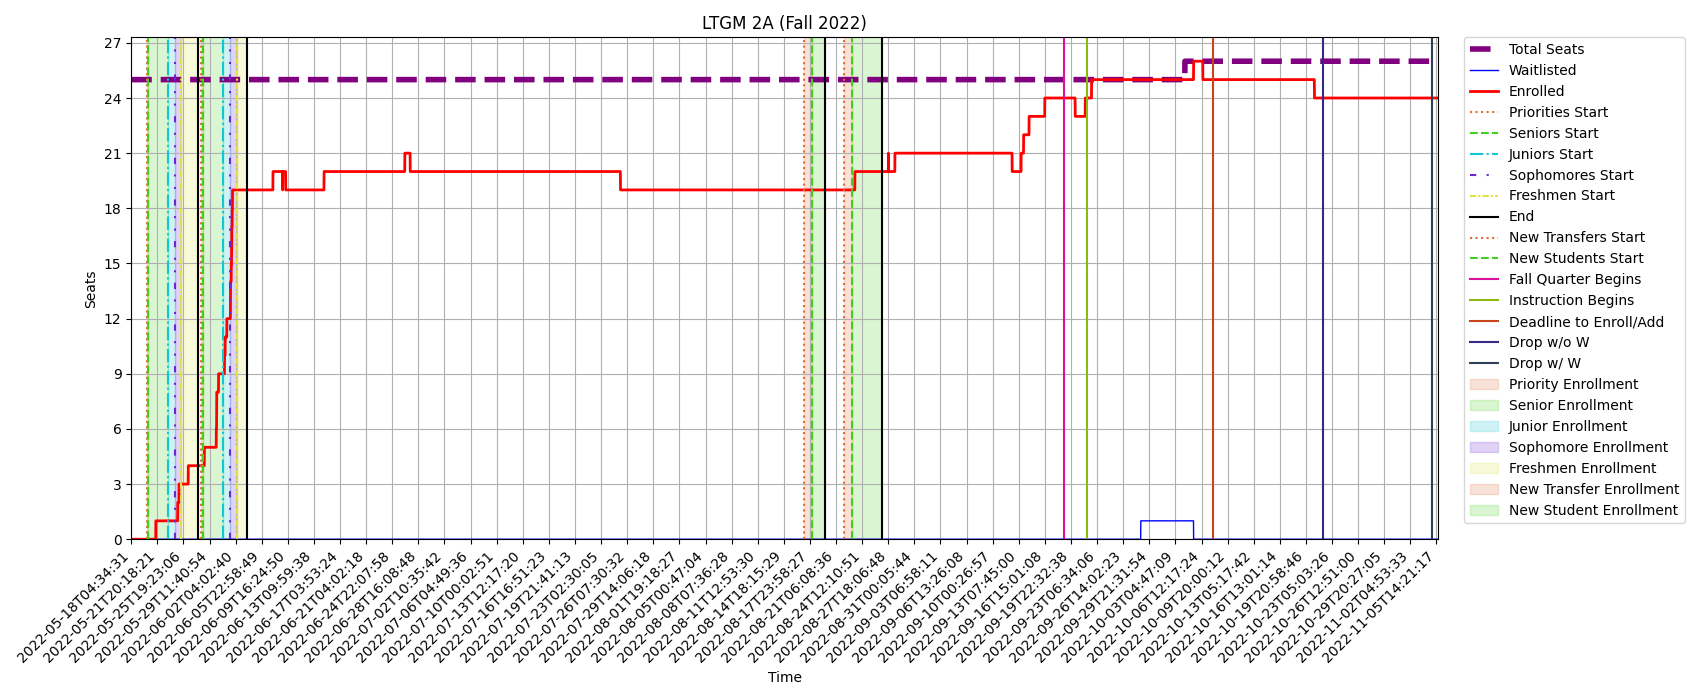 LTGM 2A (Fall 2022)
27
24
21
18
15
12
9
6
3
0
Seats
2022-05-18T04:34:31
2022-05-21T20:18:21
2022-05-25T19:23:06
2022-05-29T11:40:54
2022-06-02T04:02:40
2022-06-05T22:58:49
2022-06-09T16:24:50
2022-06-13T09:59:38
2022-06-17T03:53:24
2022-06-21T04:02:18
2022-06-24T22:07:58
2022-06-28T16:08:48
2022-07-02T10:35:42
2022-07-06T04:49:36
2022-07-10T00:02:51
2022-07-13T12:17:20
2022-07-16T16:51:23
2022-07-19T21:41:13
2022-07-23T02:30:05
2022-07-26T07:30:32
2022-07-29T14:06:18
2022-08-01T19:18:27
2022-08-05T00:47:04
2022-08-08T07:36:28
2022-08-11T12:53:30
2022-08-14T18:15:29
2022-08-17T23:58:27
2022-08-21T06:08:36
2022-08-24T12:10:51
2022-08-27T18:06:48
2022-08-31T00:05:44
2022-09-03T06:58:11
2022-09-06T13:26:08
2022-09-10T00:26:57
2022-09-13T07:45:00
2022-09-16T15:01:08
2022-09-19T22:32:38
2022-09-23T06:34:06
2022-09-26T14:02:23
2022-09-29T21:31:54
2022-10-03T04:47:09
2022-10-06T12:17:24
2022-10-09T20:00:12
2022-10-13T05:17:42
2022-10-16T13:01:14
2022-10-19T20:58:46
2022-10-23T05:03:26
2022-10-26T12:51:00
2022-10-29T20:27:05
2022-11-02T04:53:33
2022-11-05T14:21:17
Time
Total Seats
Waitlisted
Enrolled
Priorities Start
Seniors Start
Juniors Start
Sophomores Start
Freshmen Start
End
New Transfers Start
New Students Start
Fall Quarter Begins
Instruction Begins
Deadline to Enroll/Add
Drop w/o W
Drop w/ W
Priority Enrollment
Senior Enrollment
Junior Enrollment
Sophomore Enrollment
Freshmen Enrollment
New Transfer Enrollment
New Student Enrollment